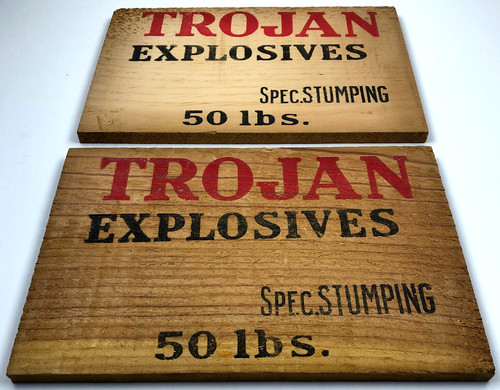 TROJAN
EXPLOSIVES
SPEC.STUMPING
50 lbs.
TROJAN
EXPLOSIVES
SPEC.STUMPING
50 lbs.